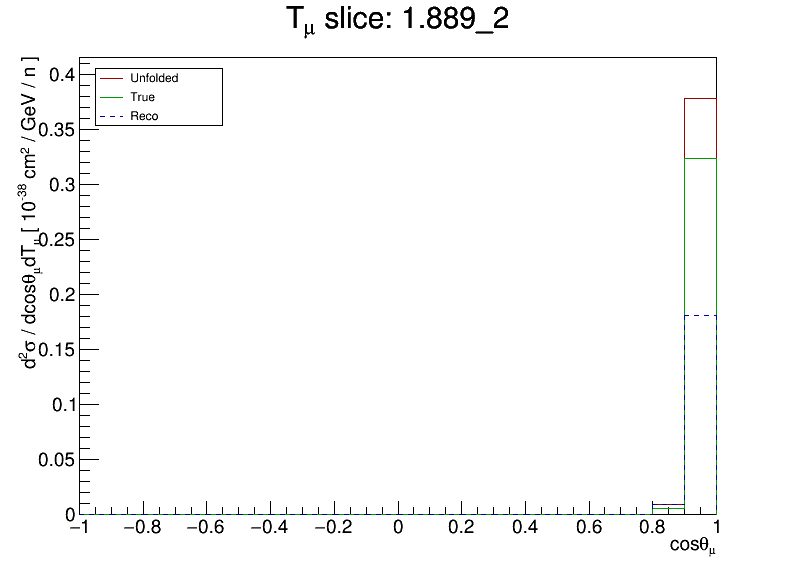 Tμ slice: 1.889_2
d²σ / dcosθμdTμ [ 10⁻³⁸ cm² / GeV / n ]
Unfolded
True
Reco
0.4
0.35
0.3
0.25
0.2
0.15
0.1
0.05
0
−1 −0.8 −0.6 −0.4 −0.2 0 0.2 0.4 0.6 0.8 1
cosθμ